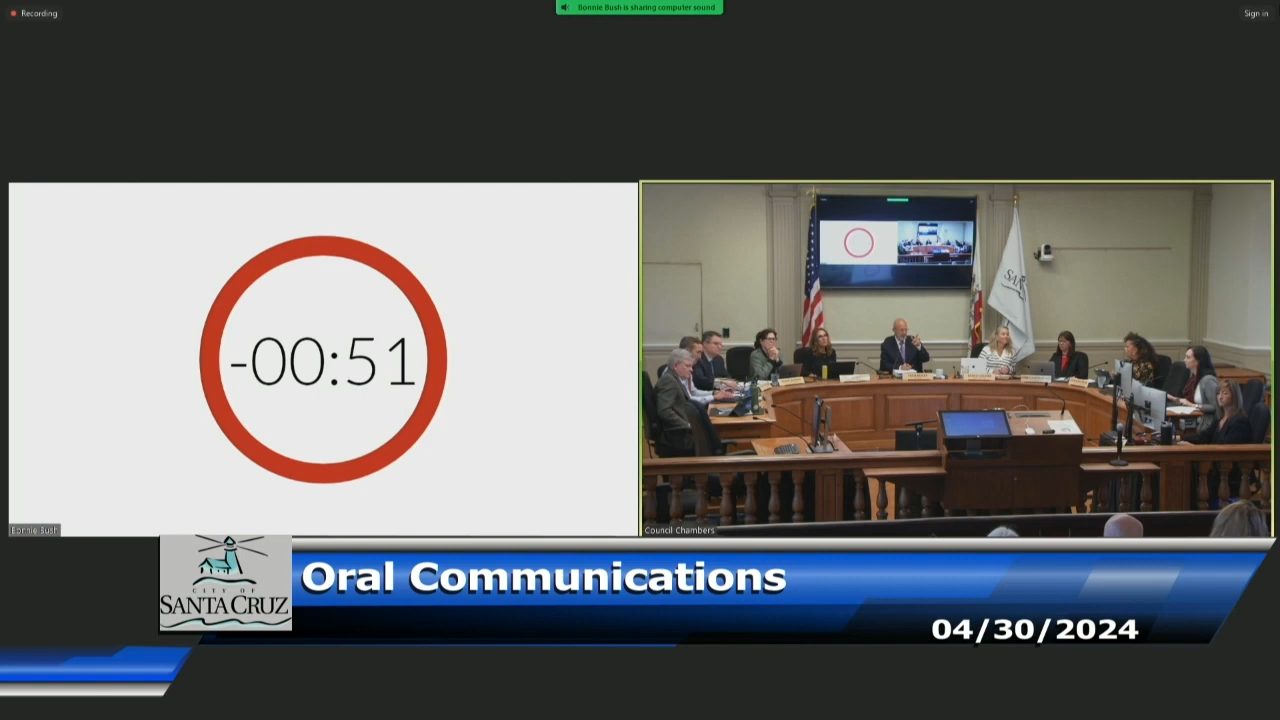 Recording
Bonnie Bush is sharing computer sound
Sign in
-00:51
Bonnie Bush
Council Chambers
CITY OF
SANTA CRUZ
Oral Communications
04/30/2024